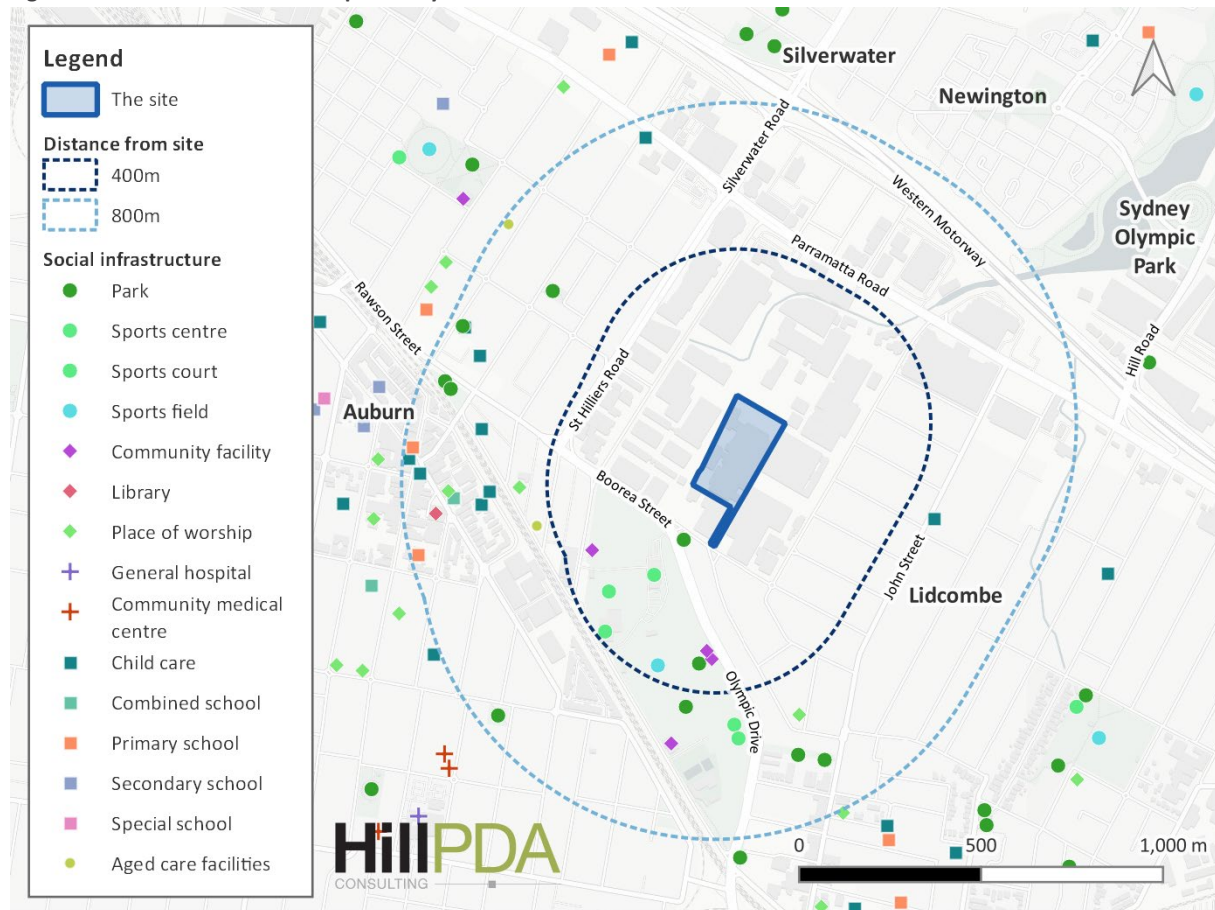 Legend
The site
Distance from site
400m
800m
Social infrastructure
Park
Sports centre
Sports court
Sports field
Community facility
Library
Place of worship
General hospital
Community medical
centre
Child care
Combined school
Primary school
Secondary school
Special school
Aged care facilities
Silverwater
Newington
Silverwater Road
Western Motorway
Sydney
Olympic
Park
Parramatta Road
Rawson Street
Hill Road
St Hilliers Road
Auburn
Boorea Street
John Street
Lidcombe
Olympic Drive
HillPDA
CONSULTING
0 500 1,000 m